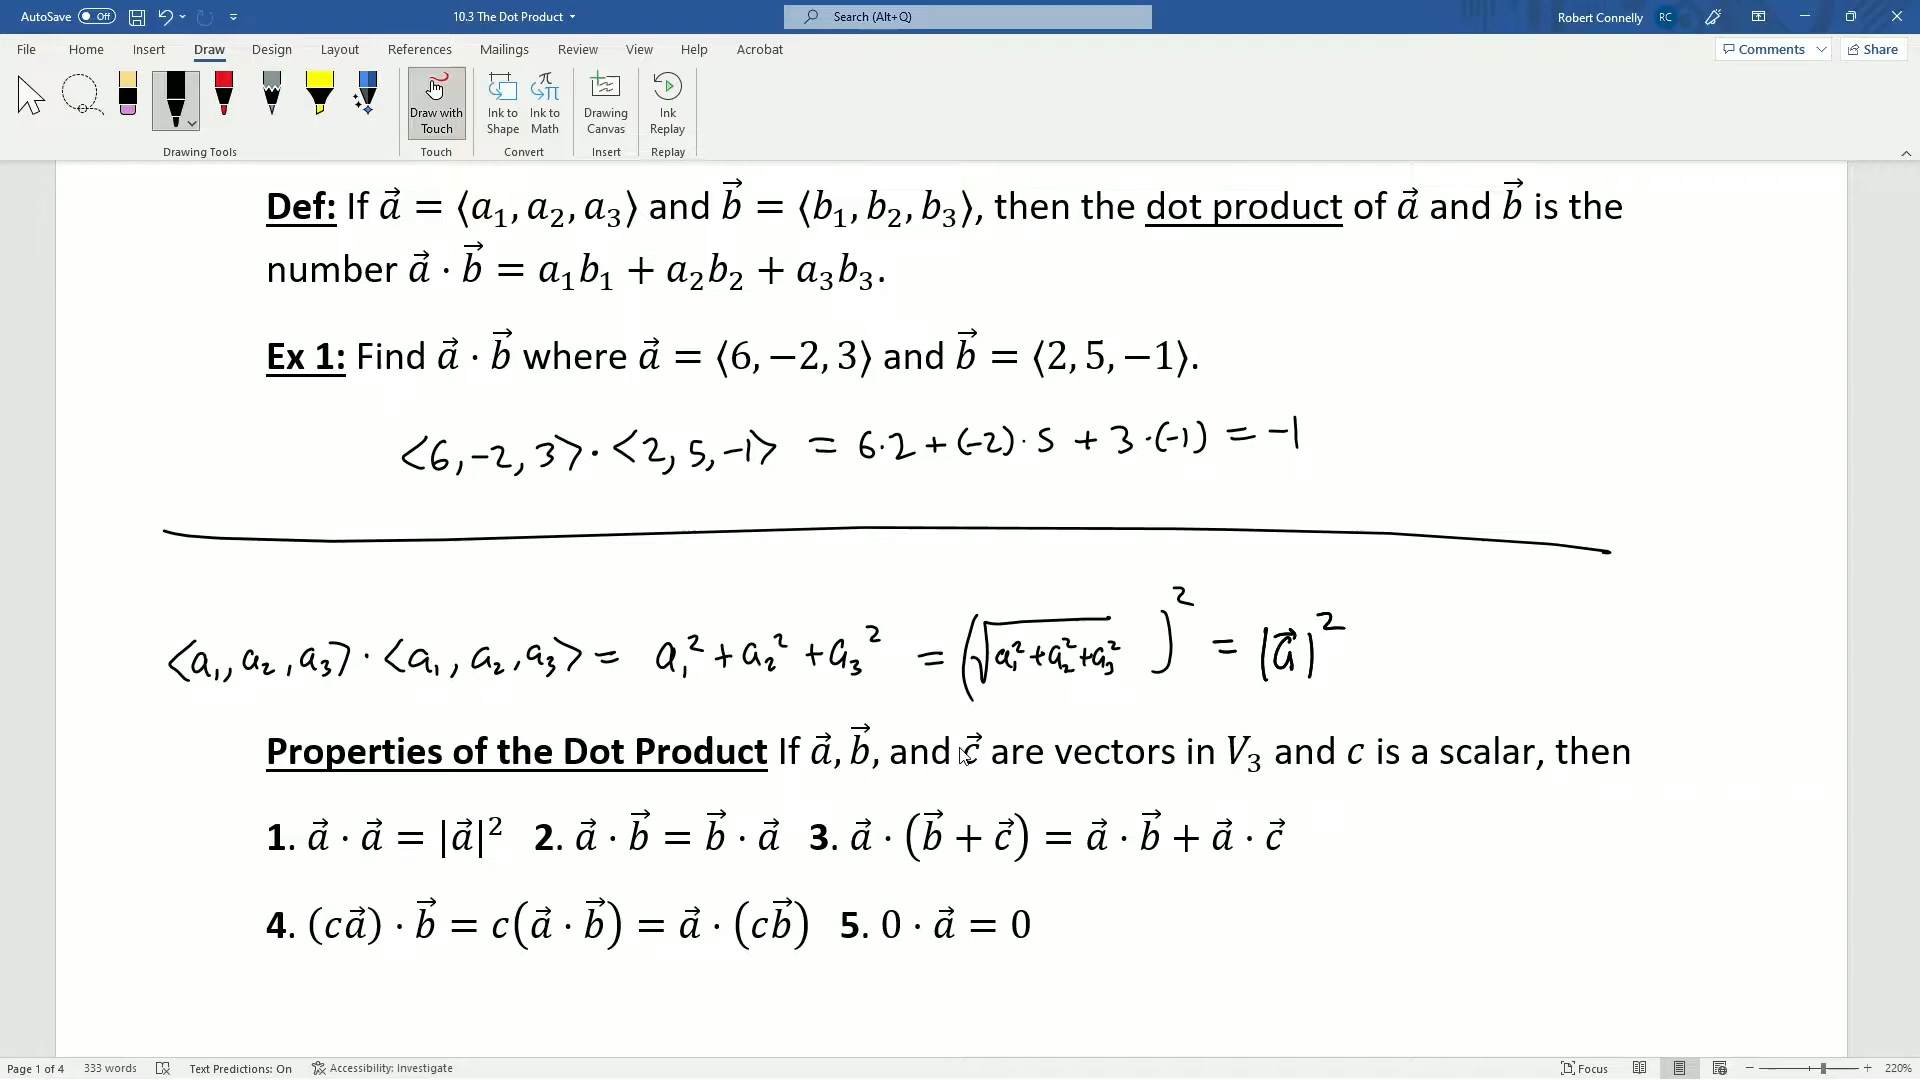 AutoSave Off 10.3 The Dot Product Search (Alt+Q) Robert Connelly RC
File Home Insert Draw Design Layout References Mailings Review View Help Acrobat Comments Share
Draw with Touch Ink to Shape Ink to Math Drawing Canvas Ink Replay
Drawing Tools Touch Convert Insert Replay
Def: If a⃗ = ⟨a₁, a₂, a₃⟩ and b⃗ = ⟨b₁, b₂, b₃⟩, then the dot product of a⃗ and b⃗ is the
number a⃗ · b⃗ = a₁b₁ + a₂b₂ + a₃b₃.
Ex 1: Find a⃗ · b⃗ where a⃗ = ⟨6, −2, 3⟩ and b⃗ = ⟨2, 5, −1⟩.
<6, -2, 3> · <2, 5, -1> = 6·2 + (-2)·5 + 3·(-1) = -1
<a₁, a₂, a₃> · <a₁, a₂, a₃> = a₁² + a₂² + a₃² = (√(a₁² + a₂² + a₃²))² = |a⃗|²
Properties of the Dot Product If a⃗, b⃗, and c⃗ are vectors in V₃ and c is a scalar, then
1. a⃗ · a⃗ = |a⃗|² 2. a⃗ · b⃗ = b⃗ · a⃗ 3. a⃗ · (b⃗ + c⃗) = a⃗ · b⃗ + a⃗ · c⃗
4. (ca⃗) · b⃗ = c(a⃗ · b⃗) = a⃗ · (cb⃗) 5. 0 · a⃗ = 0
Page 1 of 4 333 words Text Predictions: On Accessibility: Investigate Focus 220%